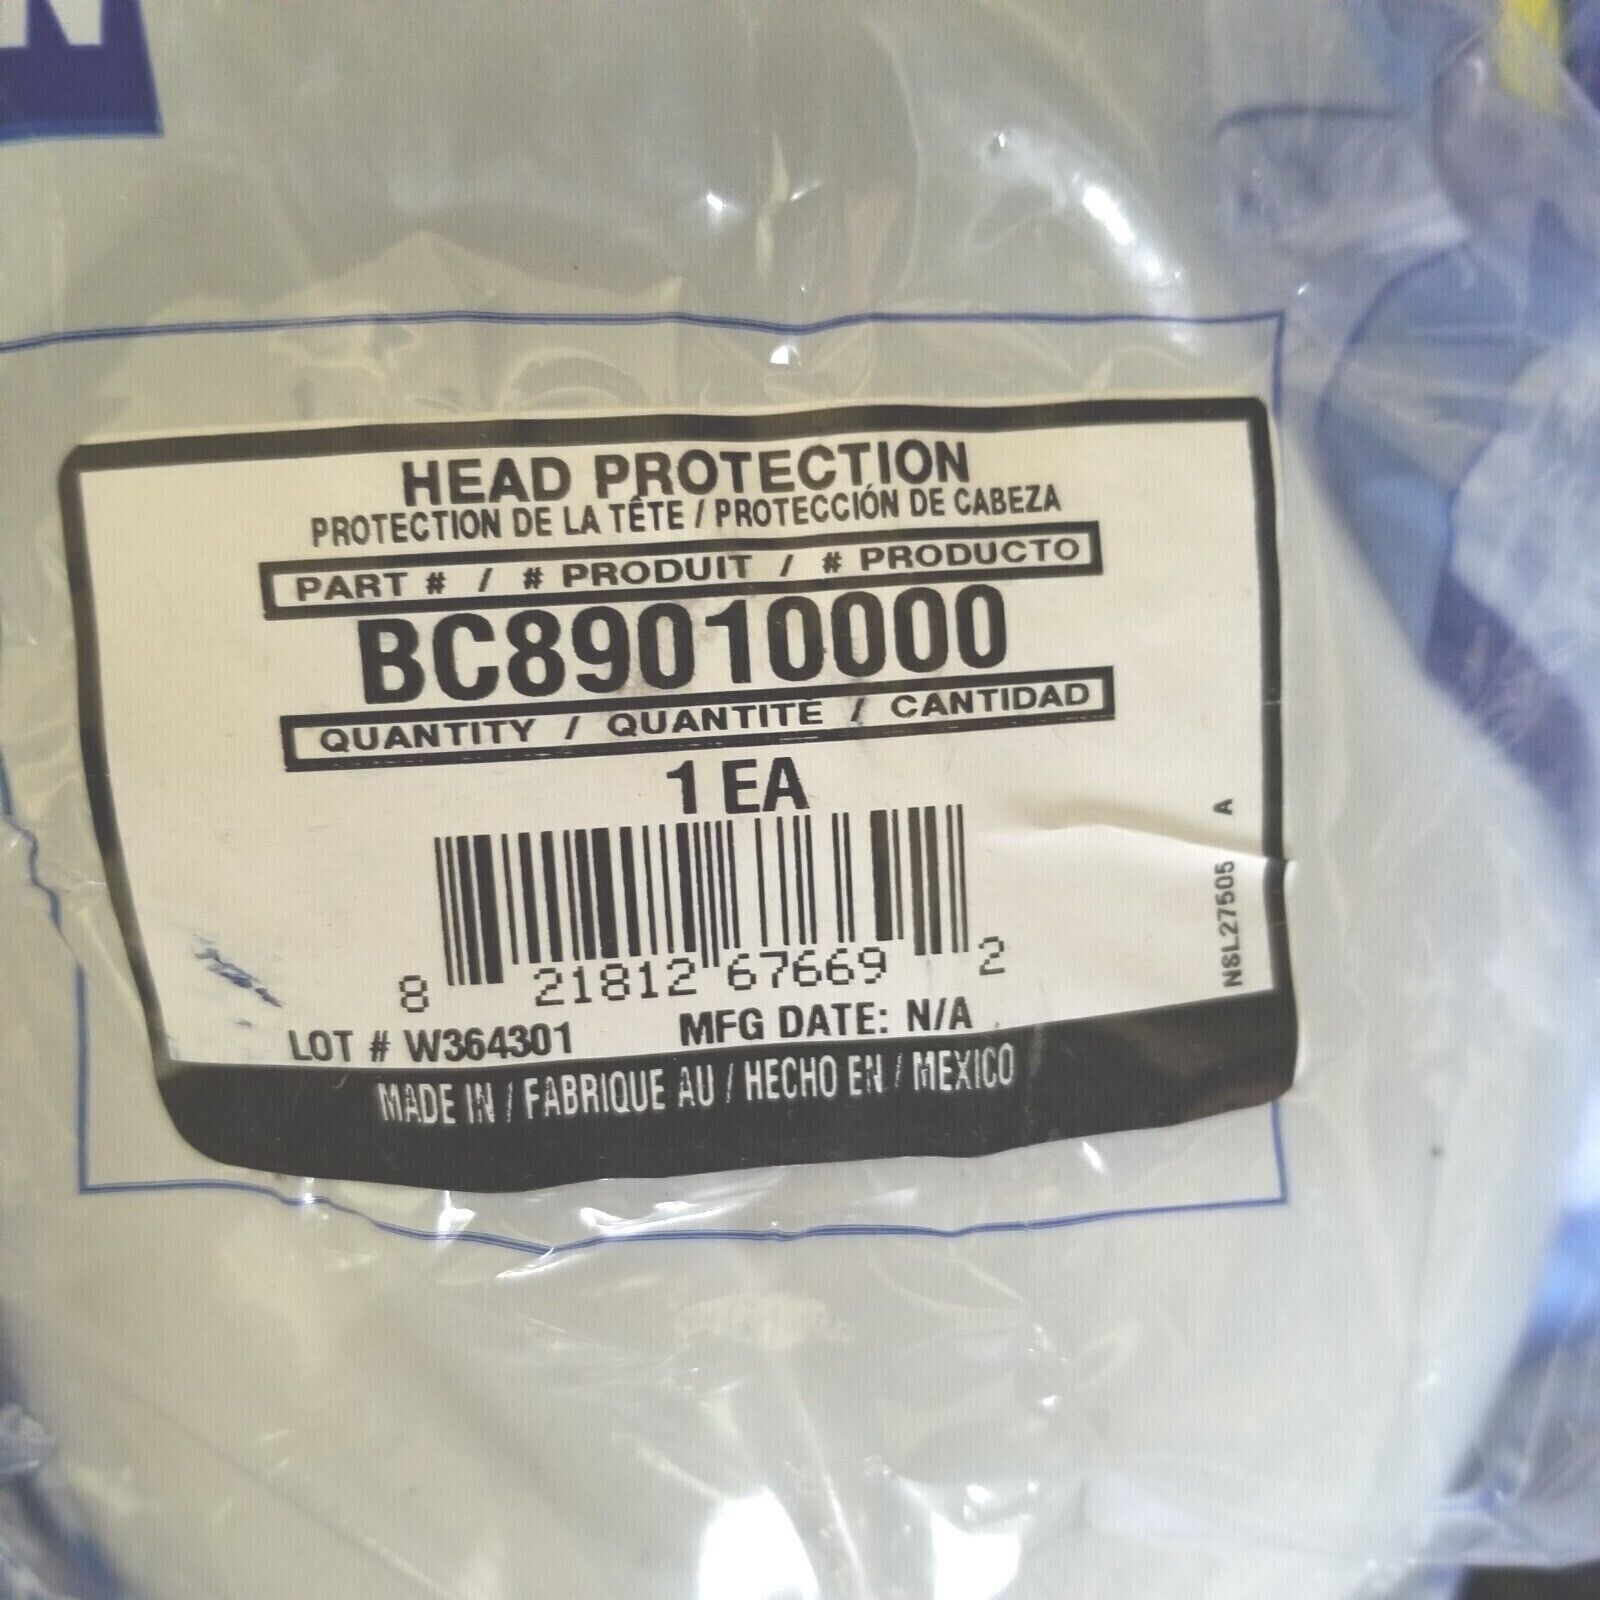 N
HEAD PROTECTION
PROTECTION DE LA TÊTE / PROTECCIÓN DE CABEZA
PART # / # PRODUIT / # PRODUCTO
BC89010000
QUANTITY / QUANTITÉ / CANTIDAD
1 EA
8 21812 67669 2
LOT # W364301 MFG DATE: N/A
MADE IN / FABRIQUE AU / HECHO EN / MEXICO
NSL27505 A